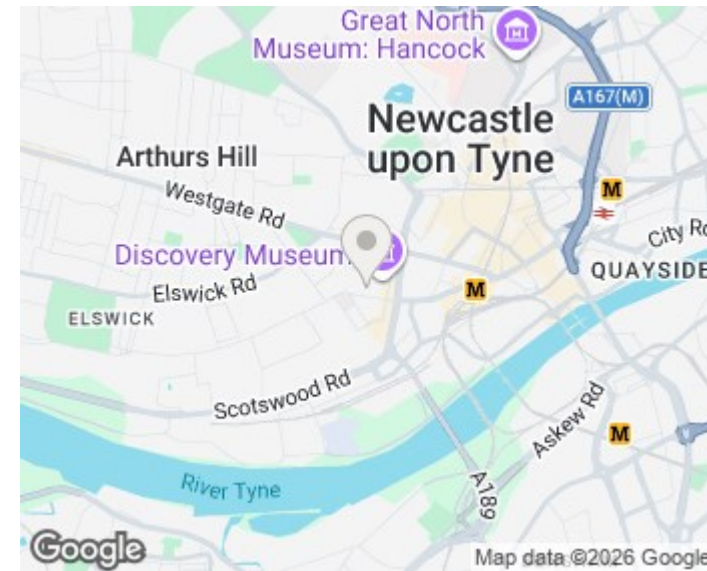 Great North
Museum: Hancock
A167(M)
Newcastle
upon Tyne
Arthurs Hill
M
Westgate Rd
City Rd
Discovery Museum
QUAYSIDE
Elswick Rd
M
ELSWICK
Scotswood Rd
Askew Rd
M
River Tyne
A189
Google
Map data ©2026 Google